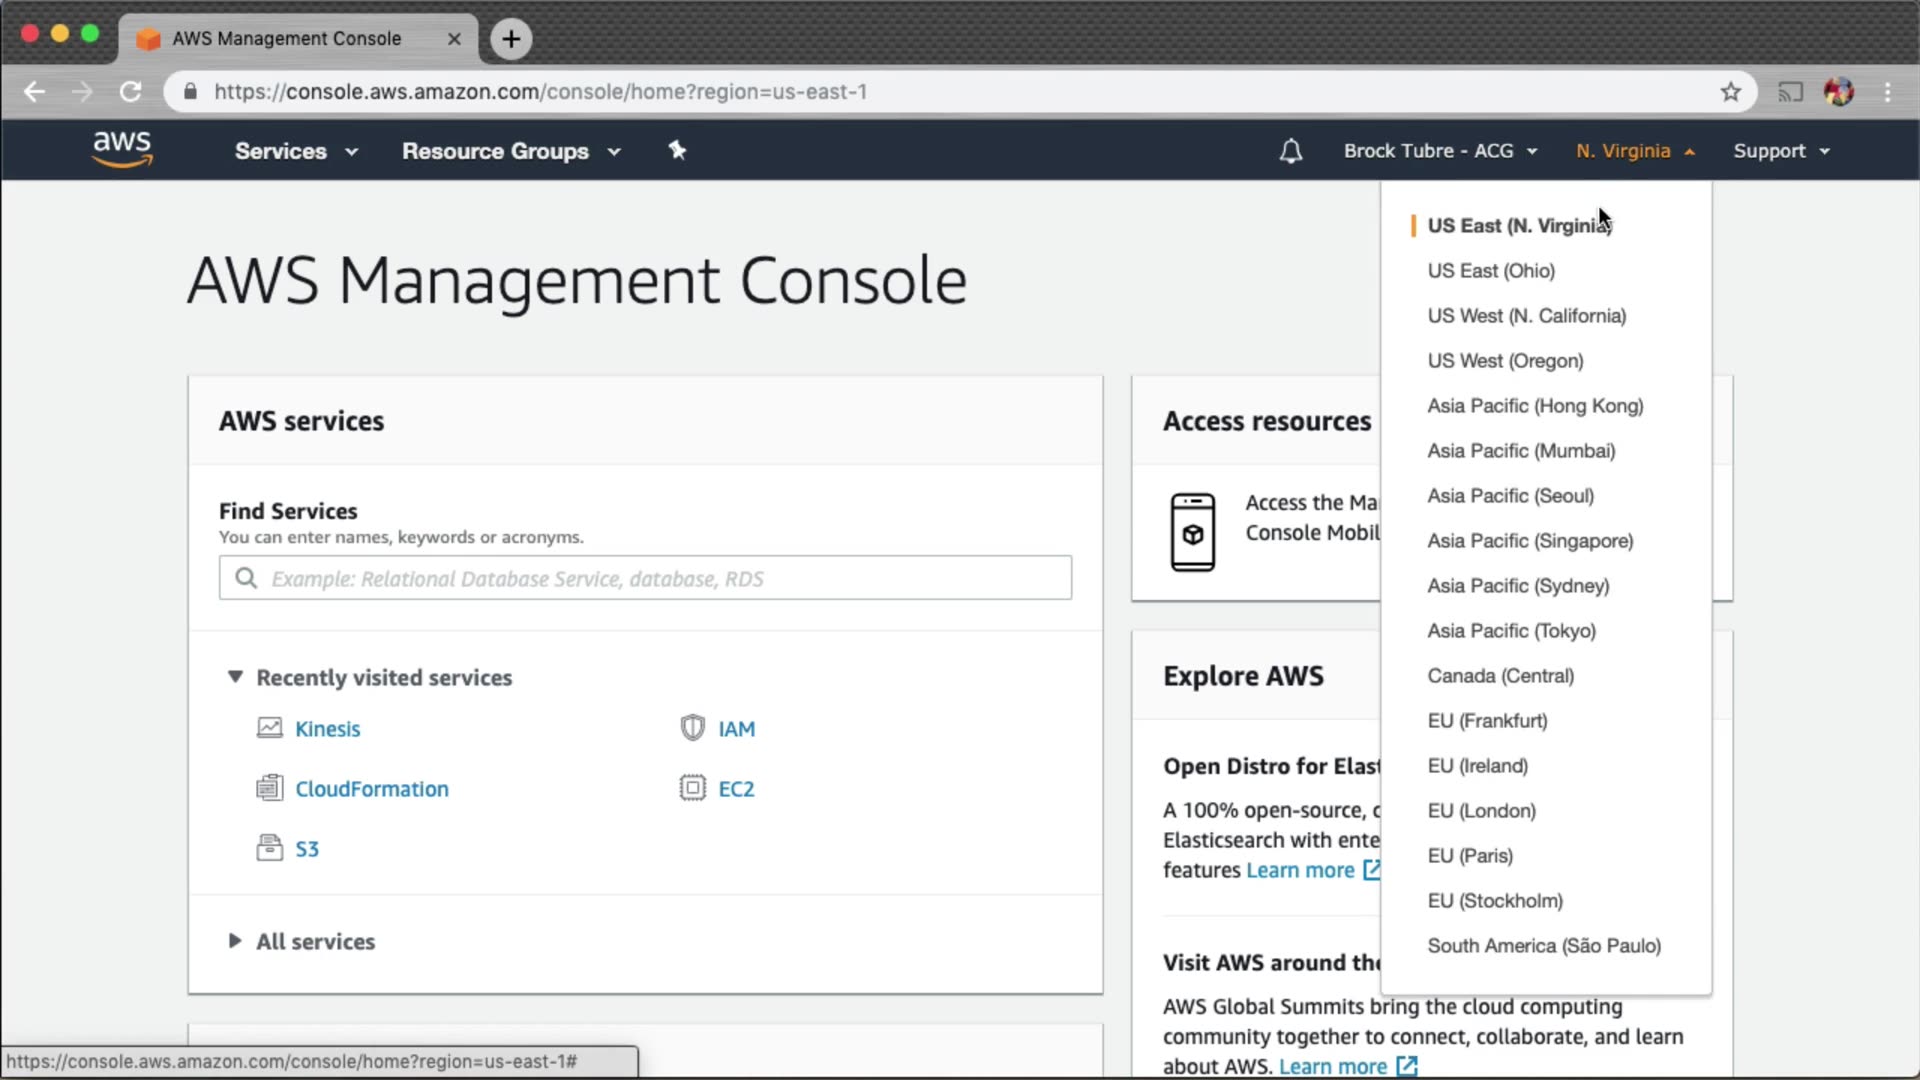 AWS Management Console
https://console.aws.amazon.com/console/home?region=us-east-1
aws
Services
Resource Groups
Brock Tubre - ACG
N. Virginia
Support
US East (N. Virginia)
US East (Ohio)
US West (N. California)
US West (Oregon)
Asia Pacific (Hong Kong)
Asia Pacific (Mumbai)
Asia Pacific (Seoul)
Asia Pacific (Singapore)
Asia Pacific (Sydney)
Asia Pacific (Tokyo)
Canada (Central)
EU (Frankfurt)
EU (Ireland)
EU (London)
EU (Paris)
EU (Stockholm)
South America (São Paulo)
AWS Management Console
AWS services
Find Services
You can enter names, keywords or acronyms.
Example: Relational Database Service, database, RDS
Recently visited services
Kinesis
IAM
CloudFormation
EC2
S3
All services
Access resources
Access the Ma
Console Mobil
Explore AWS
Open Distro for Elast
A 100% open-source, c
Elasticsearch with ente
features Learn more
Visit AWS around the
AWS Global Summits bring the cloud computing
community together to connect, collaborate, and learn
about AWS. Learn more
https://console.aws.amazon.com/console/home?region=us-east-1#